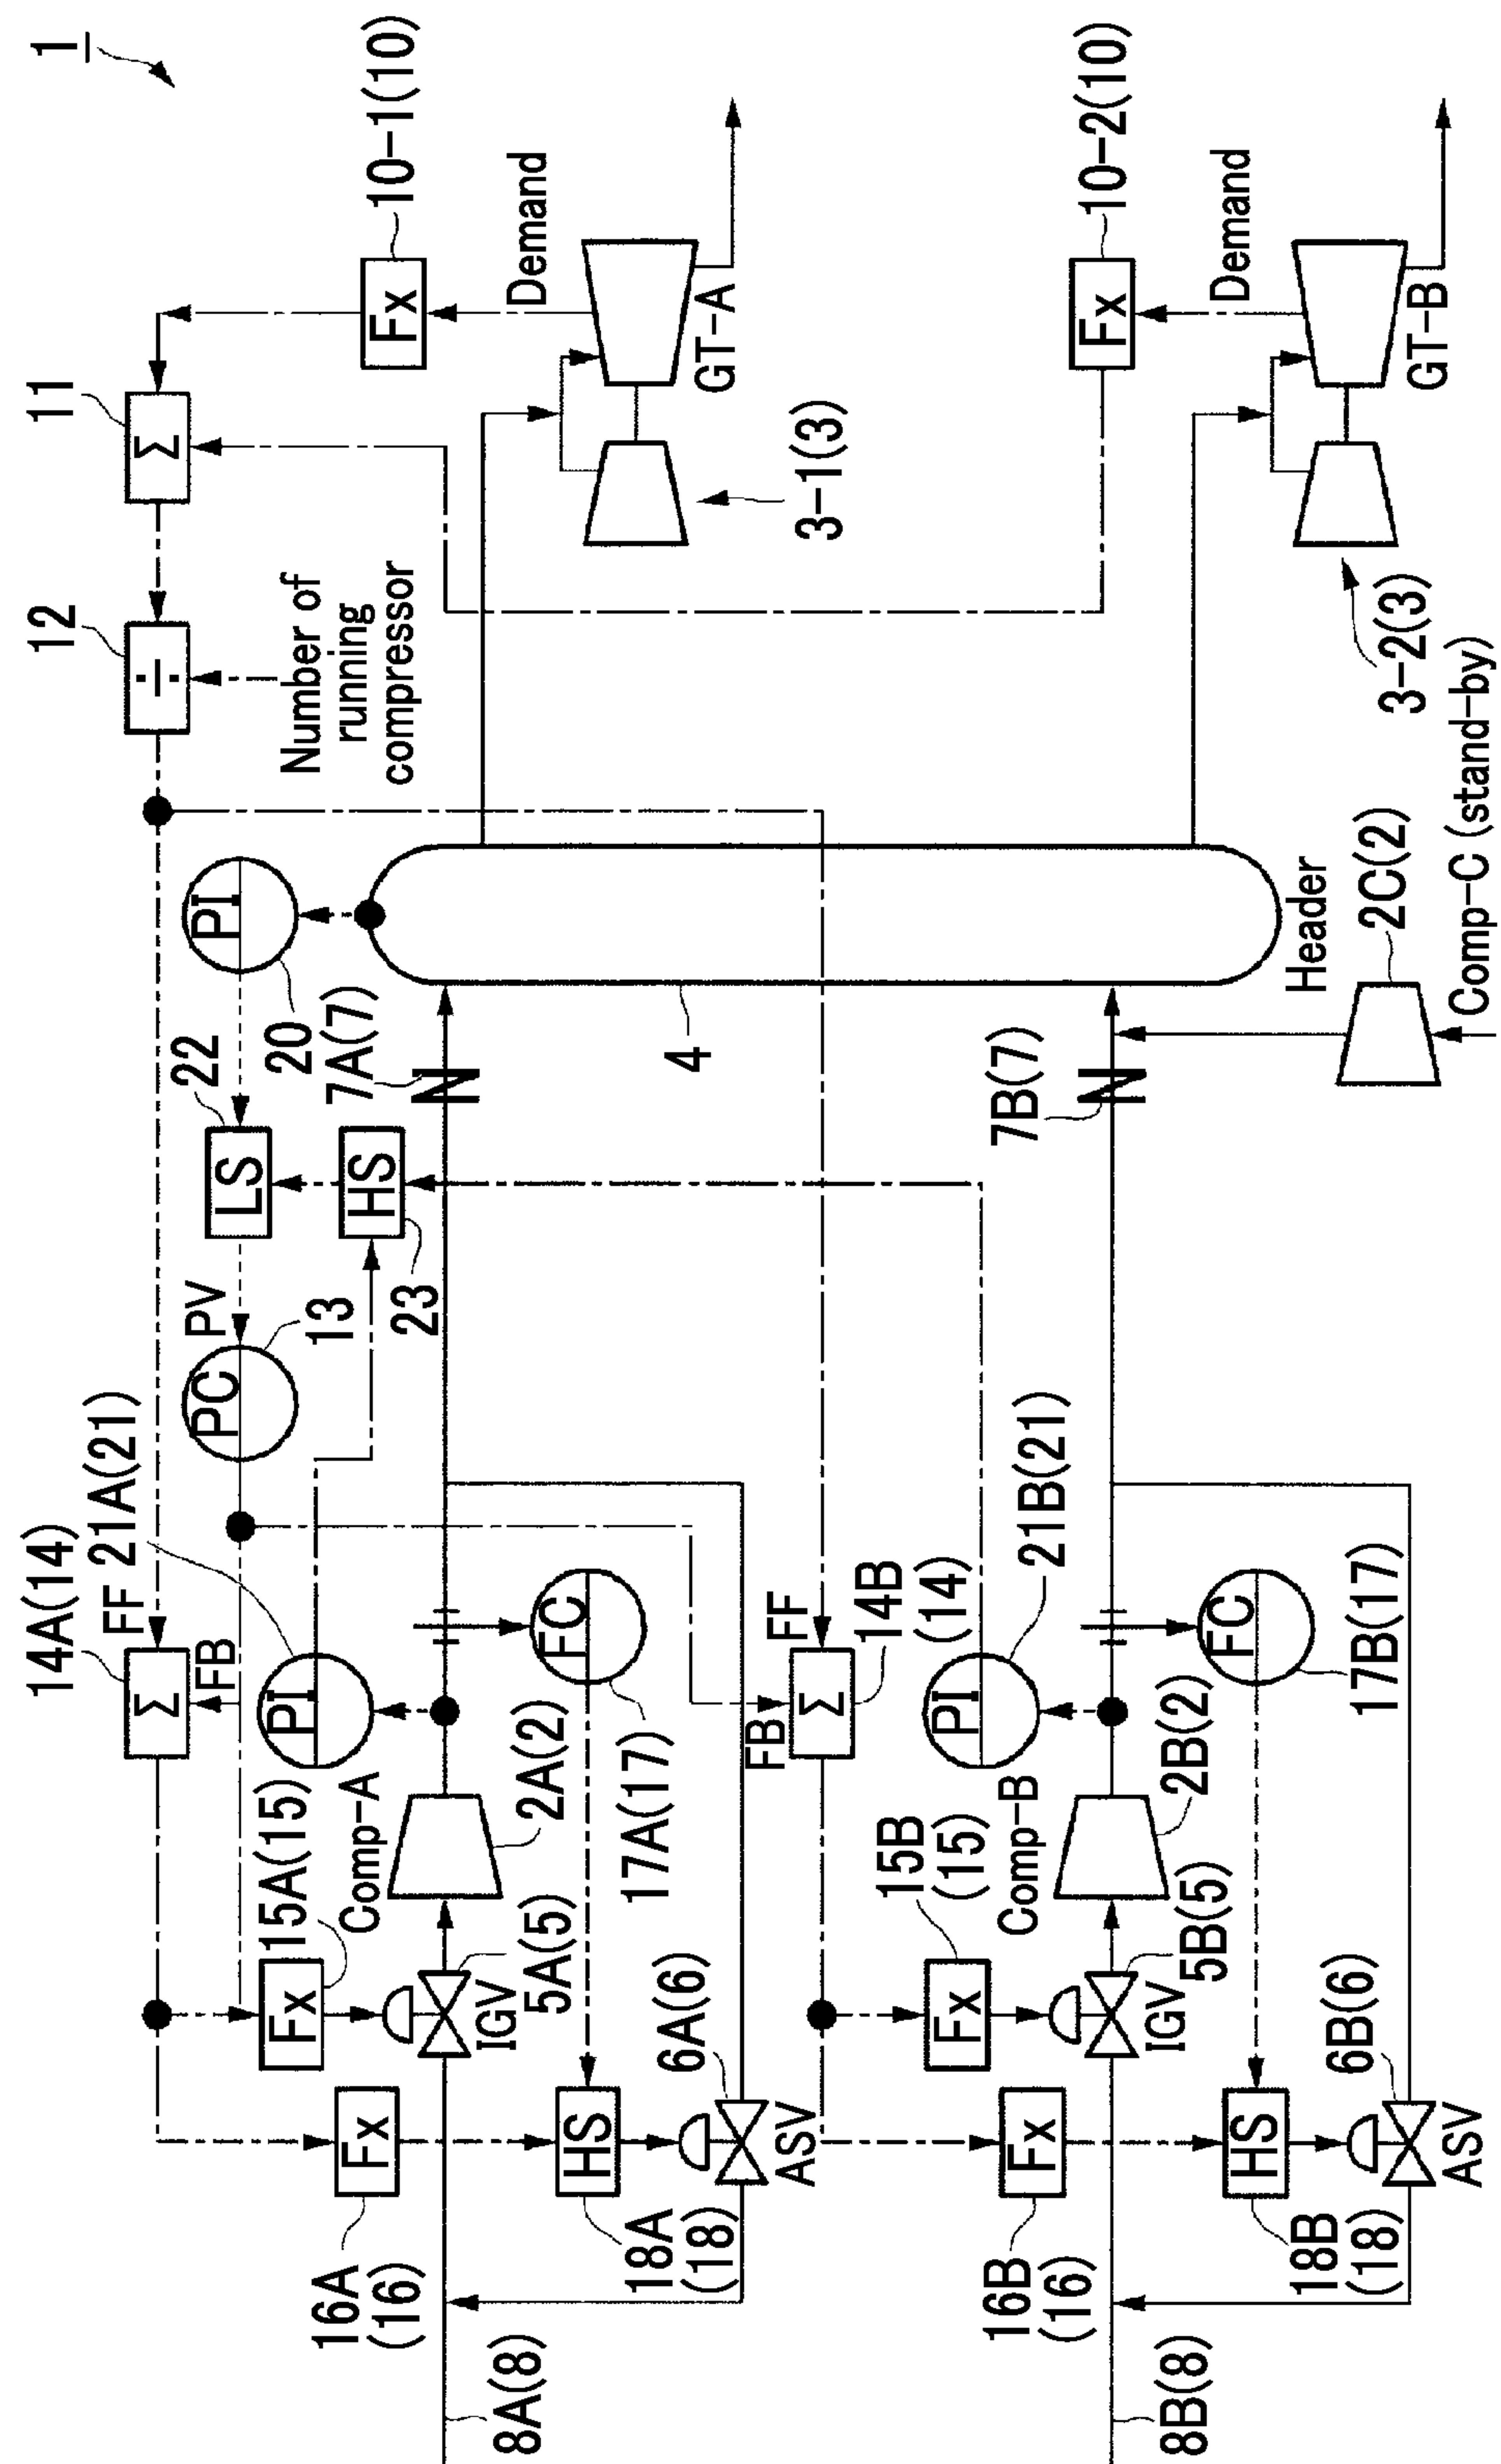 1
14A(14)
FF
21A(21)
FB
Σ
PC
PV
13
22
LS
PI
20
12
÷
Number of
running
compressor
11
Σ
Fx
10-1(10)
Demand
GT-A
3-1(3)
7A(7)
N
HS
23
PI
15A(15)
Fx
Comp-A
2A(2)
FC
17A(17)
5A(5)
IGV
16A
(16)
Fx
HS
18A
(18)
6A(6)
ASV
8A(8)
4
Header
FF
FB
Σ
14B
(14)
PI
21B(21)
7B(7)
N
Fx
10-2(10)
Demand
GT-B
3-2(3)
2C(2)
Comp-C (stand-by)
15B
(15)
Fx
Comp-B
2B(2)
FC
17B(17)
5B(5)
IGV
16B
(16)
Fx
HS
18B
(18)
6B(6)
ASV
8B(8)